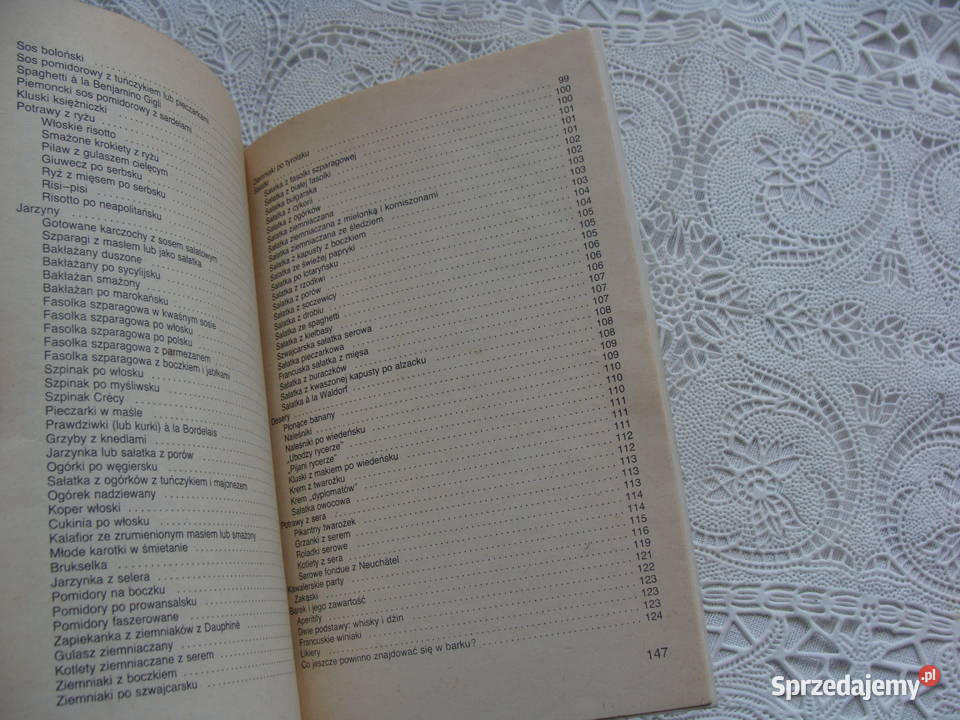 Sos boloński
Sos pomidorowy z tuńczykiem lub pieczarkami
Spaghetti à la Benjamino Gigli
Piemoncki sos pomidorowy z sardelami
Kluski księżniczki
Potrawy z ryżu
Włoskie risotto
Smażone krokiety z ryżu
Pilaw z gulaszem cielęcym
Giuwecz po serbsku
Ryż z mięsem po serbsku
Risi-pisi
Risotto po neapolitańsku
Jarzyny
Gotowane karczochy z sosem sałatowym
Szparagi z masłem lub jako sałatka
Bakłażany duszone
Bakłażany po sycylijsku
Bakłażan smażony
Bakłażan po marokańsku
Fasolka szparagowa w kwaśnym sosie
Fasolka szparagowa po włosku
Fasolka szparagowa po polsku
Fasolka szparagowa z parmezanem
Fasolka szparagowa z boczkiem i jabłkami
Szpinak po włosku
Szpinak po myśliwsku
Szpinak Crécy
Pieczarki w maśle
Prawdziwki (lub kurki) à la Bordelais
Grzyby z knedlami
Jarzynka lub sałatka z porów
Ogórki po węgiersku
Sałatka z ogórków z tuńczykiem i majonezem
Ogórek nadziewany
Koper włoski
Cukinia po włosku
Kalafior ze zrumienionym masłem lub smażony
Młode karotki w śmietanie
Brukselka
Jarzynka z selera
Pomidory na boczku
Pomidory po prowansalsku
Pomidory faszerowane
Zapiekanka z ziemniaków z Dauphiné
Gulasz ziemniaczany
Kotlety ziemniaczane z serem
Ziemniaki z boczkiem
Ziemniaki po szwajcarsku
Ziemniaki po tyrolsku 99
Sałatki 100
Sałatka z fasolki szparagowej 100
Sałatka z białej fasolki 101
Sałatka bułgarska 101
Sałatka z cykorii 101
Sałatka z ogórków 102
Sałatka ziemniaczana 102
Sałatka ziemniaczana z mielonką i korniszonami 103
Sałatka ziemniaczana ze śledziem 103
Sałatka z kapusty z boczkiem 103
Sałatka ze świeżej papryki 104
Sałatka po lotaryńsku 104
Sałatka z rzodkwi 105
Sałatka z porów 105
Sałatka z soczewicy 105
Sałatka z drobiu 106
Sałatka ze spaghetti 106
Sałatka z kiełbasy 106
Szwajcarska sałatka serowa 107
Sałatka pieczarkowa 107
Francuska sałatka z mięsa 107
Sałatka z buraczków 108
Sałatka z kwaszonej kapusty po alzacku 108
Sałatka à la Waldorf 108
Desery 109
Płonące banany 109
Naleśniki 110
Naleśniki po wiedeńsku 110
„Ubodzy rycerze” 110
„Pijani rycerze” 111
Kluski z makiem po wiedeńsku 111
Krem z twarożku 111
Krem „dyplomatów” 112
Sałatka owocowa 112
Potrawy z sera 113
Pikantny twarożek 113
Grzanki z serem 113
Roladki serowe 114
Kotlety z sera 114
Serowe fondue z Neuchâtel 115
Kawalerskie party 116
Zakąski 119
Barek i jego zawartość 121
Aperitify 122
Dwie podstawy: whisky i dżin 123
Francuskie winiaki 123
Likiery 123
Co jeszcze powinno znajdować się w barku? 124
147
Sprzedajemy.pl